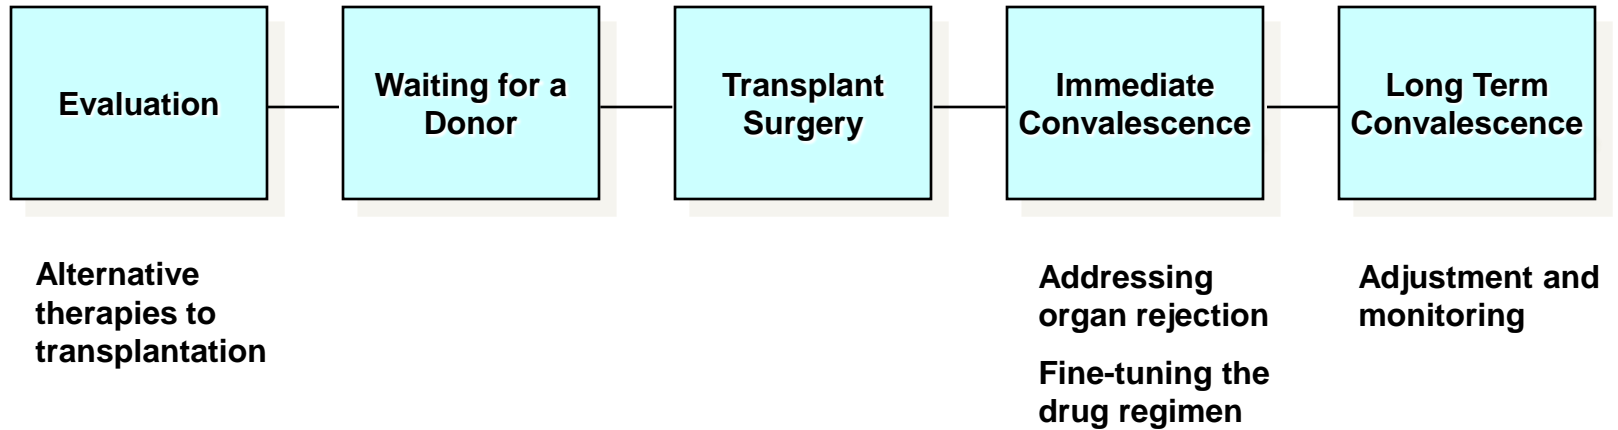 Evaluation
Waiting for a
Donor
Transplant
Surgery
Immediate
Convalescence
Long Term
Convalescence
Alternative
therapies to
transplantation
Addressing
organ rejection
Fine-tuning the
drug regimen
Adjustment and
monitoring